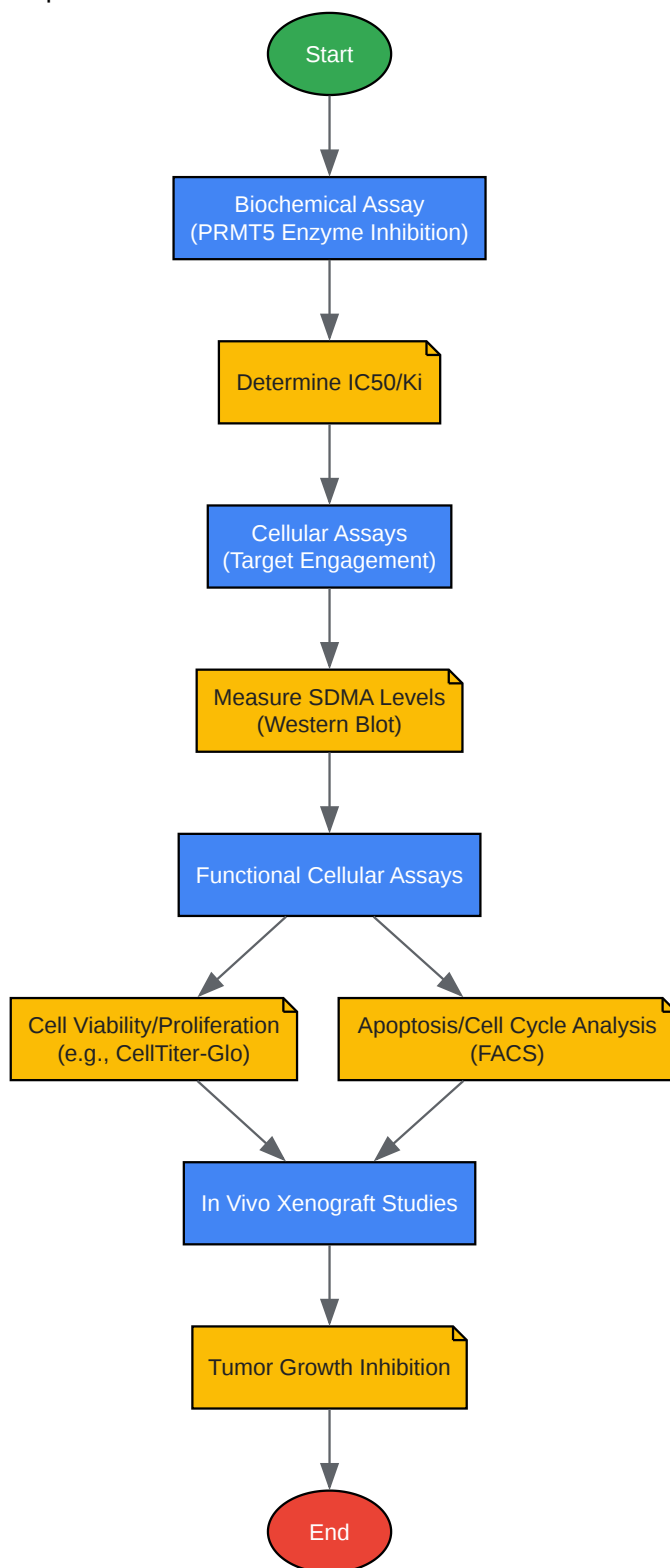 Start
Biochemical Assay
(PRMT5 Enzyme Inhibition)
Determine IC50/Ki
Cellular Assays
(Target Engagement)
Measure SDMA Levels
(Western Blot)
Functional Cellular Assays
Cell Viability/Proliferation
(e.g., CellTiter-Glo)
Apoptosis/Cell Cycle Analysis
(FACS)
In Vivo Xenograft Studies
Tumor Growth Inhibition
End